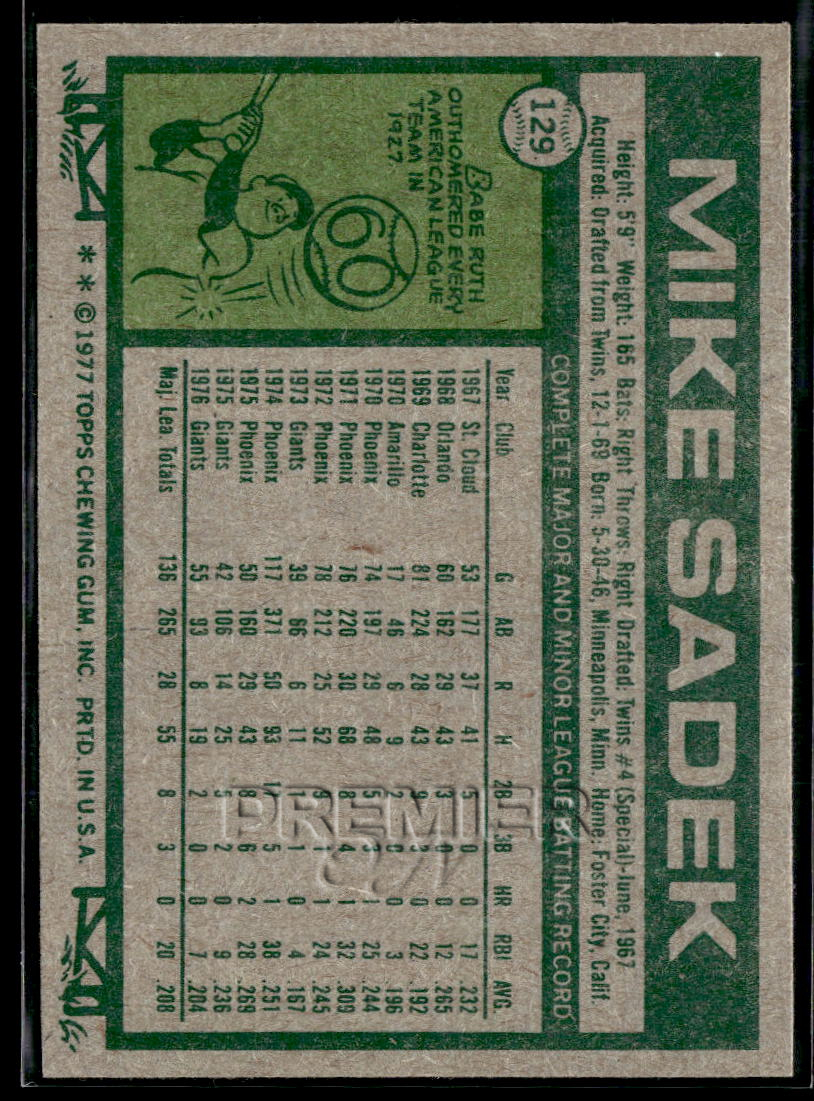 MIKE SADEK
129
Height: 5'9" Weight: 165 Bats: Right Throws: Right Drafted: Twins #4 (Special)-June, 1967
Acquired: Drafted from Twins, 12-1-69 Born: 5-30-46, Minneapolis, Minn. Home: Foster City, Calif.
COMPLETE MAJOR AND MINOR LEAGUE BATTING RECORD
BABE RUTH
OUTHOMERED EVERY
AMERICAN LEAGUE
TEAM IN
1927
60
Year Club G AB R H 2B 3B HR RBI AVG.
1967 St. Cloud 53 177 37 41 5 0 0 17 .232
1968 Orlando 60 162 29 43 3 0 0 12 .265
1969 Charlotte 81 224 28 43 9 3 0 22 .192
1970 Amarillo 17 46 6 9 2 0 0 3 .196
1970 Phoenix 74 197 29 48 5 3 1 25 .244
1971 Phoenix 76 220 30 68 8 4 1 32 .309
1972 Phoenix 78 212 25 52 9 1 1 24 .245
1973 Giants 39 66 6 11 1 1 0 4 .167
1974 Phoenix 117 371 50 93 5 1 38 .251
1975 Phoenix 50 160 29 43 8 6 2 28 .269
1975 Giants 42 106 14 25 5 2 0 9 .236
1976 Giants 55 93 8 19 2 0 0 7 .204
Maj. Lea. Totals 136 265 28 55 8 3 0 20 .208
* * © 1977 TOPPS CHEWING GUM, INC. PRTD. IN U.S.A.
PREMIER